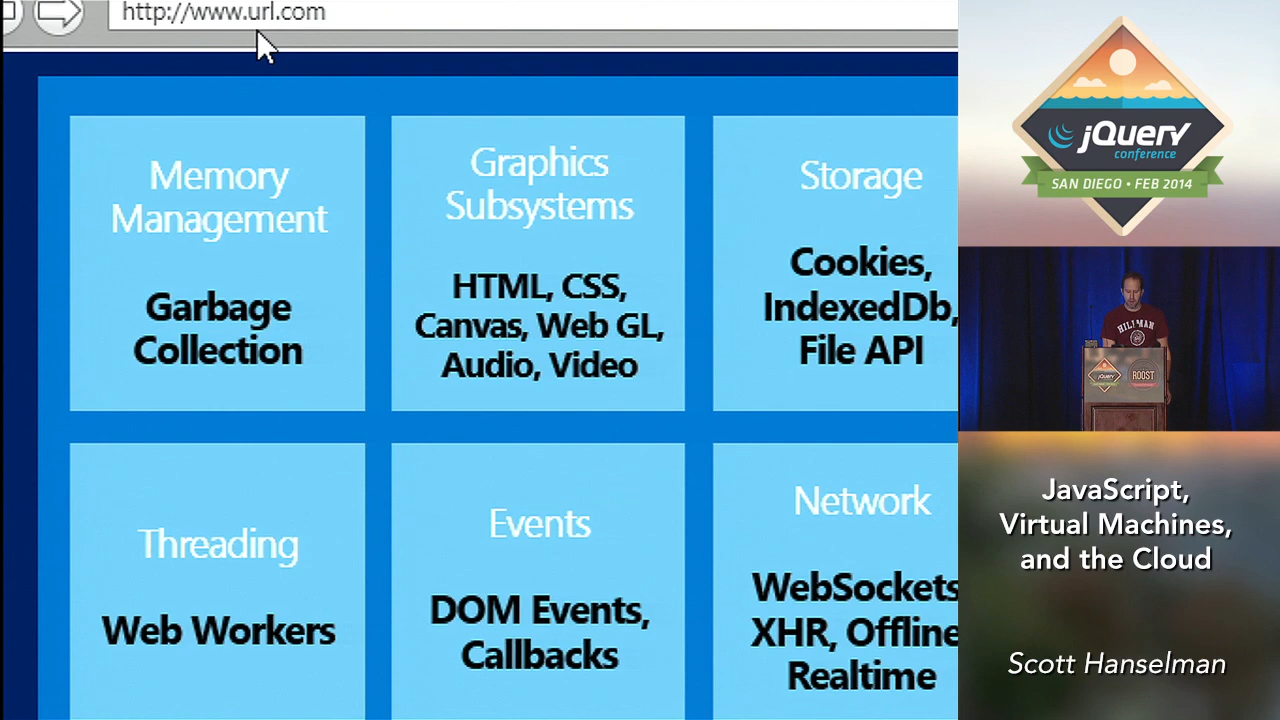 http://www.url.com
Memory
Management
Garbage
Collection
Graphics
Subsystems
HTML, CSS,
Canvas, Web GL,
Audio, Video
Storage
Cookies,
IndexedDb,
File API
Threading
Web Workers
Events
DOM Events,
Callbacks
Network
WebSockets
XHR, Offline
Realtime
jQuery
conference
SAN DIEGO • FEB 2014
HILLMAN
jQuery
ROOST
JavaScript,
Virtual Machines,
and the Cloud
Scott Hanselman